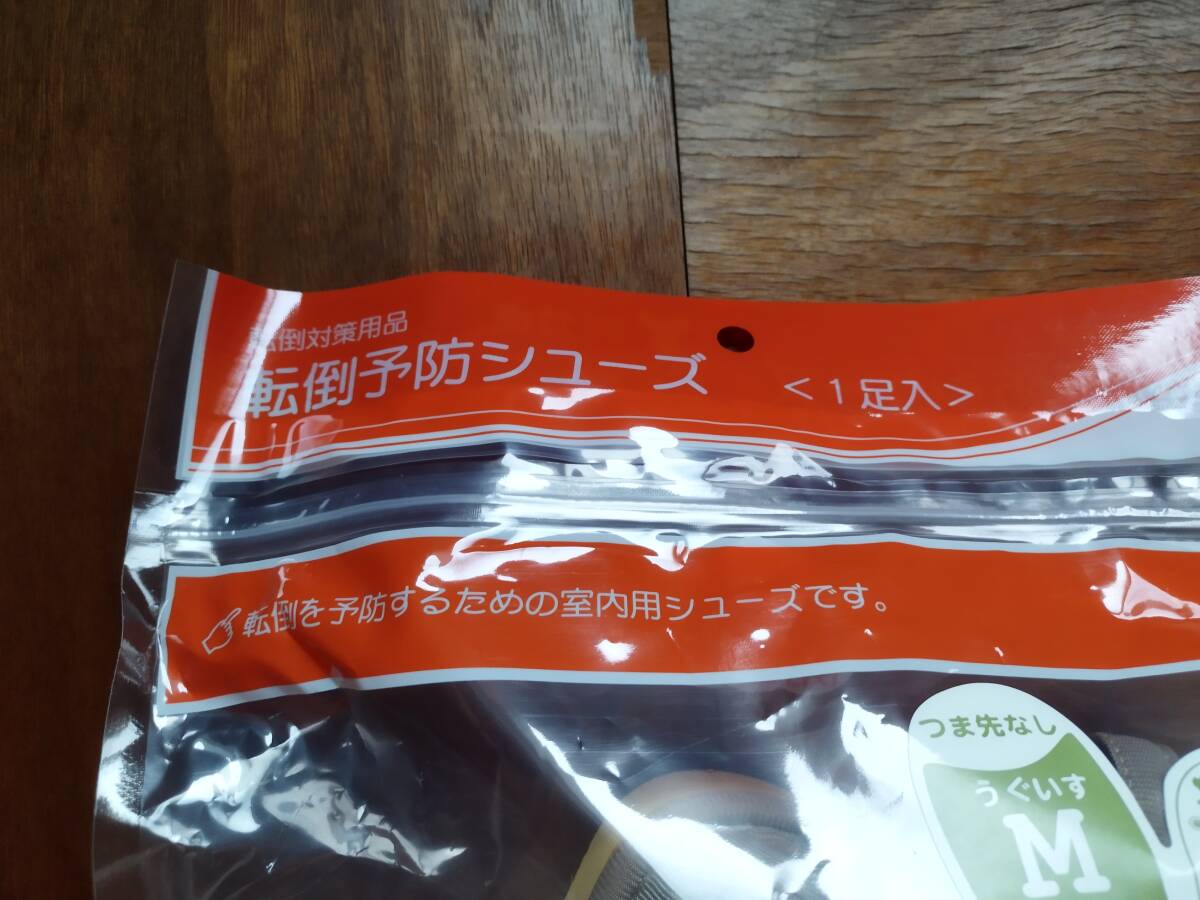 転倒対策用品
転倒予防シューズ <1足入>
転倒を予防するための室内用シューズです。
つま先なし
うぐいす
M